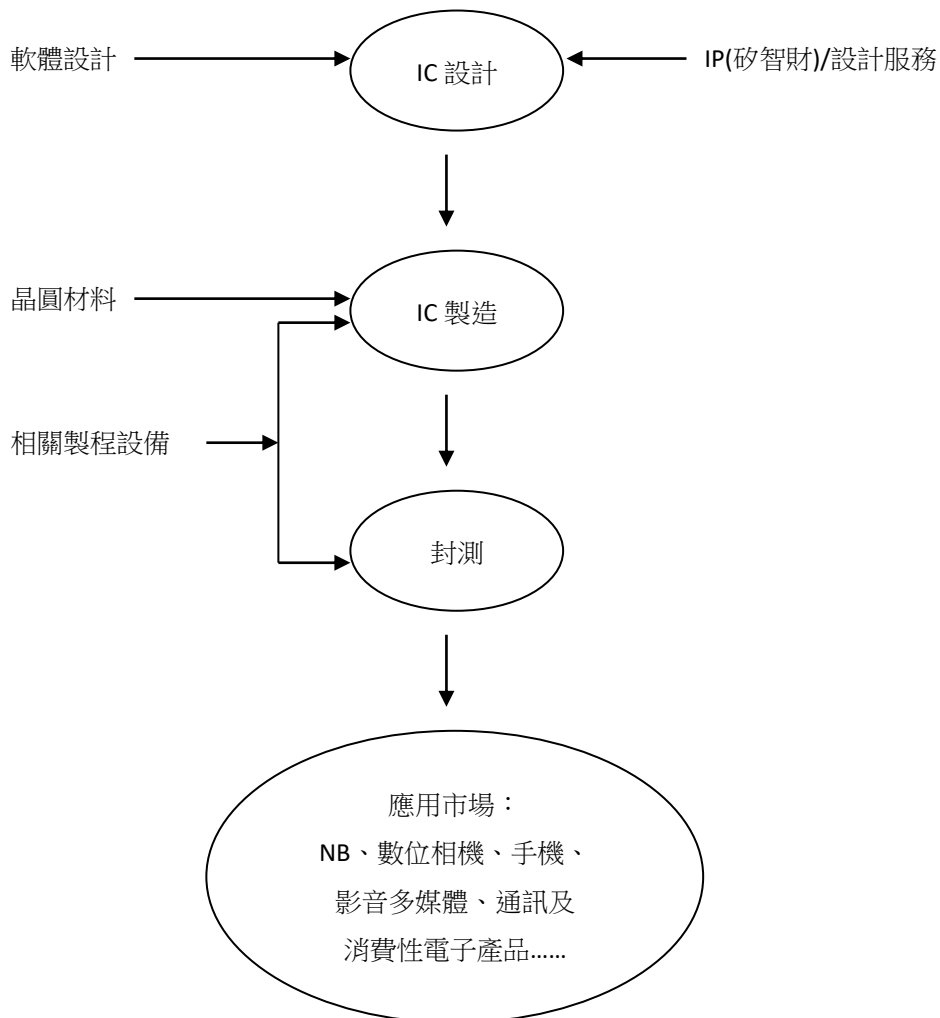 軟體設計
IC 設計
IP(矽智財)/設計服務
晶圓材料
IC 製造
相關製程設備
封測
應用市場：
NB、數位相機、手機、
影音多媒體、通訊及
消費性電子產品……